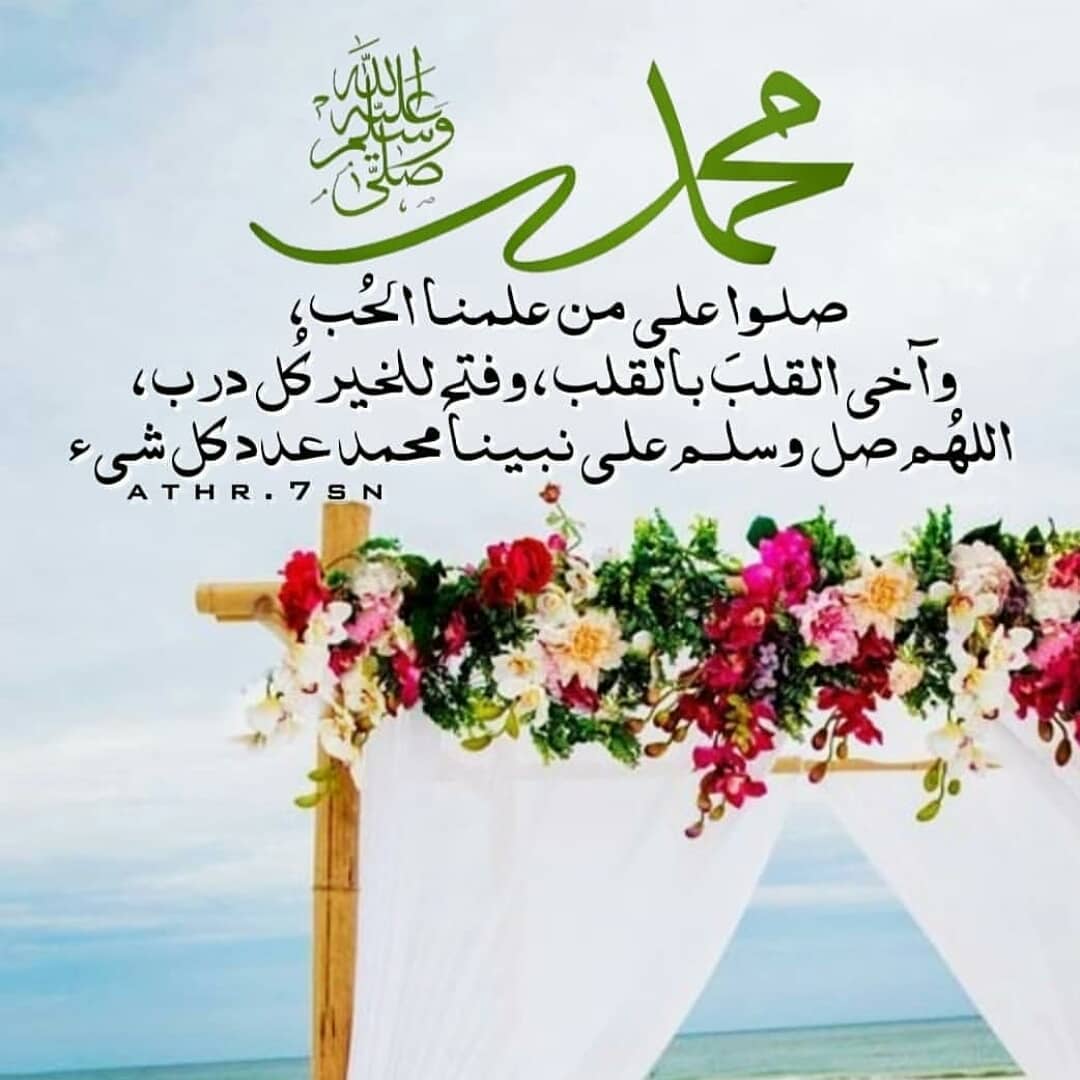 محمد
صلى الله عليه وسلم
صلوا على من علمنا الحُب،
وآخى القلبَ بالقلب، وفتح للخير كُل درب،
اللهُم صل وسلم على نبينا محمد عدد كل شيء
ATHR.7SN